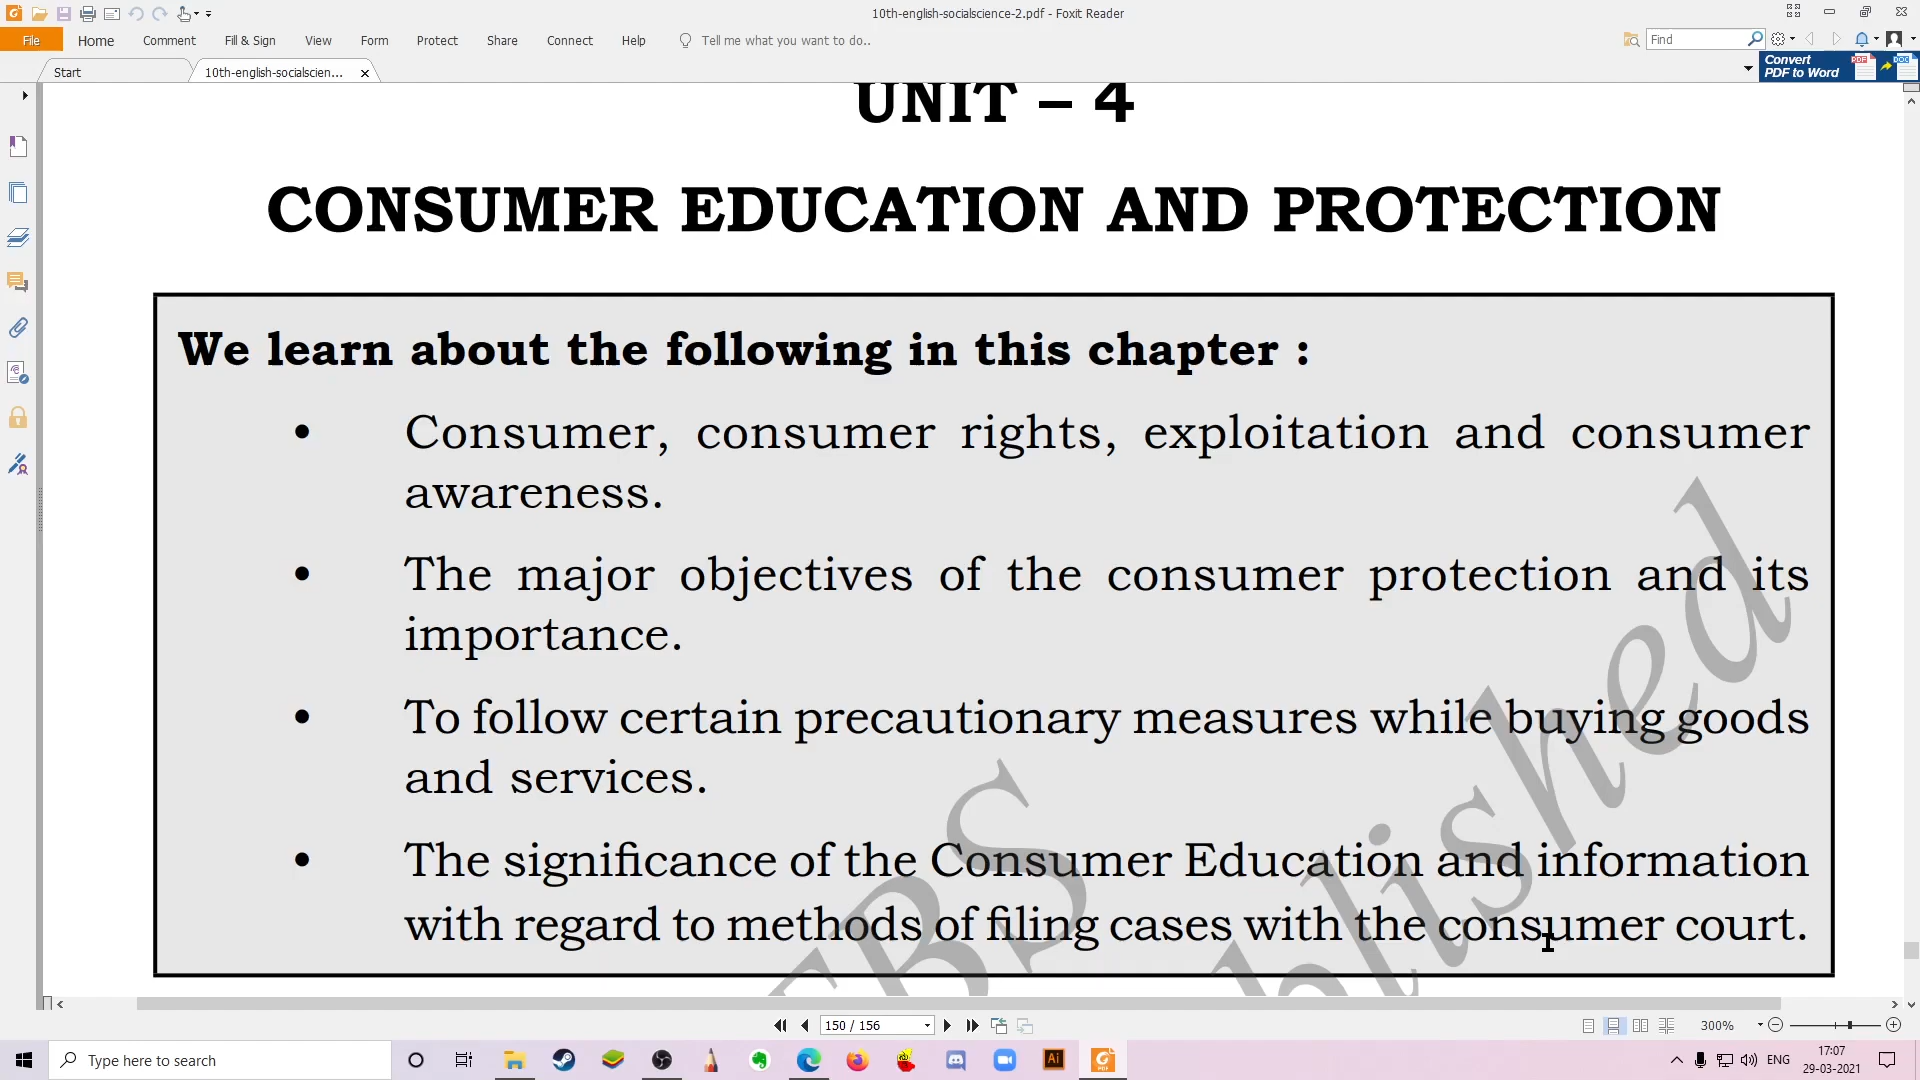 10th-english-socialscience-2.pdf - Foxit Reader
File Home Comment Fill & Sign View Form Protect Share Connect Help Tell me what you want to do.. Find
Start 10th-english-socialscien... Convert
PDF to Word
UNIT – 4
CONSUMER EDUCATION AND PROTECTION
We learn about the following in this chapter :
• Consumer, consumer rights, exploitation and consumer
awareness.
• The major objectives of the consumer protection and its
importance.
• To follow certain precautionary measures while buying goods
and services.
• The significance of the Consumer Education and information
with regard to methods of filing cases with the consumer court.
150 / 156 300%
Type here to search Ai ENG 17:07
29-03-2021